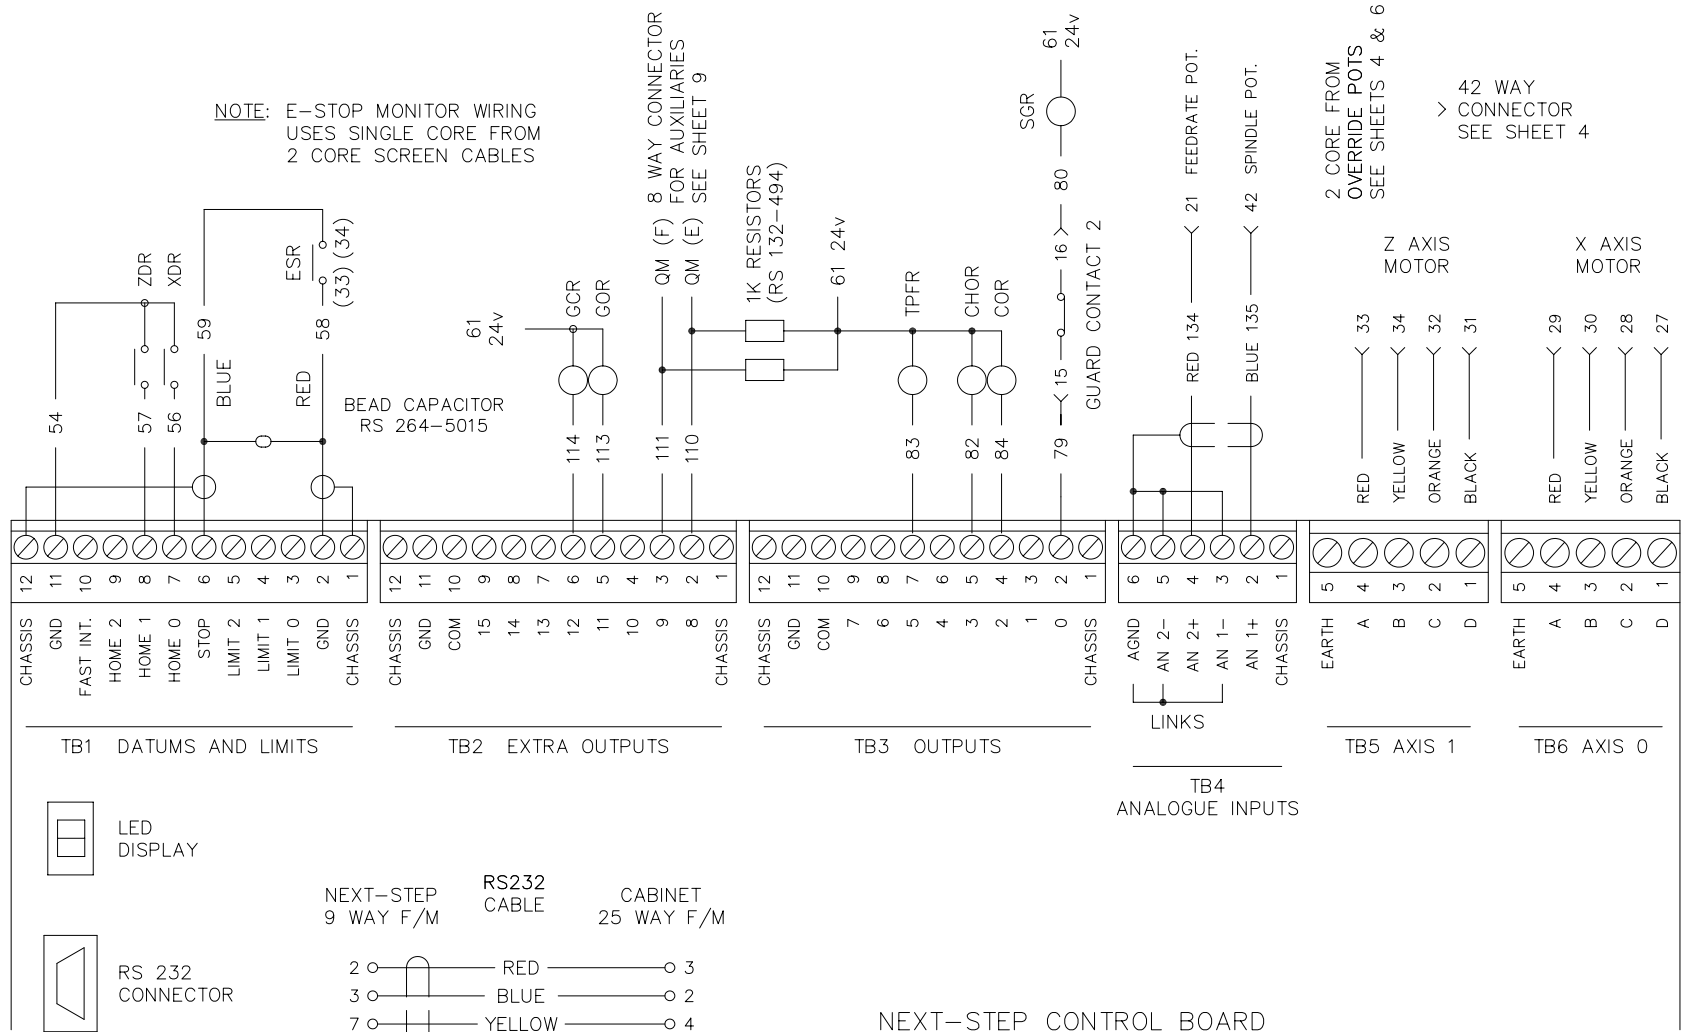 NOTE: E-STOP MONITOR WIRING
USES SINGLE CORE FROM
2 CORE SCREEN CABLES
8 WAY CONNECTOR
FOR AUXILIARIES
SEE SHEET 9
QM (F)
QM (E)
1K RESISTORS
(RS 132-494)
61 24v
61
24v
SGR
80
16
15
79
GUARD CONTACT 2
21 FEEDRATE POT.
42 SPINDLE POT.
RED 134
BLUE 135
2 CORE FROM
OVERRIDE POTS
SEE SHEETS 4 & 6
> 42 WAY
CONNECTOR
SEE SHEET 4
Z AXIS
MOTOR
X AXIS
MOTOR
33
34
32
31
29
30
28
27
RED
YELLOW
ORANGE
BLACK
RED
YELLOW
ORANGE
BLACK
ZDR
XDR
ESR
(33) (34)
54
57
56
59
58
BLUE
RED
BEAD CAPACITOR
RS 264-5015
61
24v
GCR
GOR
114
113
111
110
TPFR
CHOR
COR
83
82
84
12 11 10 9 8 7 6 5 4 3 2 1
12 11 10 9 8 7 6 5 4 3 2 1
12 11 10 9 8 7 6 5 4 3 2 1
6 5 4 3 2 1
5 4 3 2 1
5 4 3 2 1
CHASSIS
GND
FAST INT.
HOME 2
HOME 1
HOME 0
STOP
LIMIT 2
LIMIT 1
LIMIT 0
GND
CHASSIS
CHASSIS
GND
COM
15
14
13
12
11
10
9
8
CHASSIS
CHASSIS
GND
COM
7
6
5
4
3
2
1
0
CHASSIS
AGND
AN 2-
AN 2+
AN 1-
AN 1+
CHASSIS
LINKS
EARTH
A
B
C
D
EARTH
A
B
C
D
TB1 DATUMS AND LIMITS
TB2 EXTRA OUTPUTS
TB3 OUTPUTS
TB4
ANALOGUE INPUTS
TB5 AXIS 1
TB6 AXIS 0
LED
DISPLAY
RS 232
CONNECTOR
NEXT-STEP
9 WAY F/M
RS232
CABLE
CABINET
25 WAY F/M
2 RED 3
3 BLUE 2
7 YELLOW 4
NEXT-STEP CONTROL BOARD